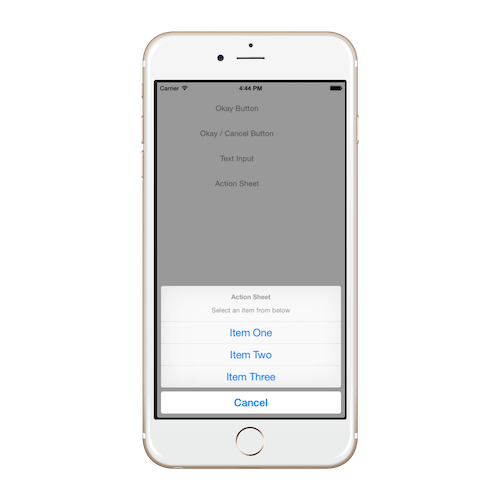 Carrier 4:44 PM
Okay Button
Okay / Cancel Button
Text Input
Action Sheet
Action Sheet
Select an item from below
Item One
Item Two
Item Three
Cancel